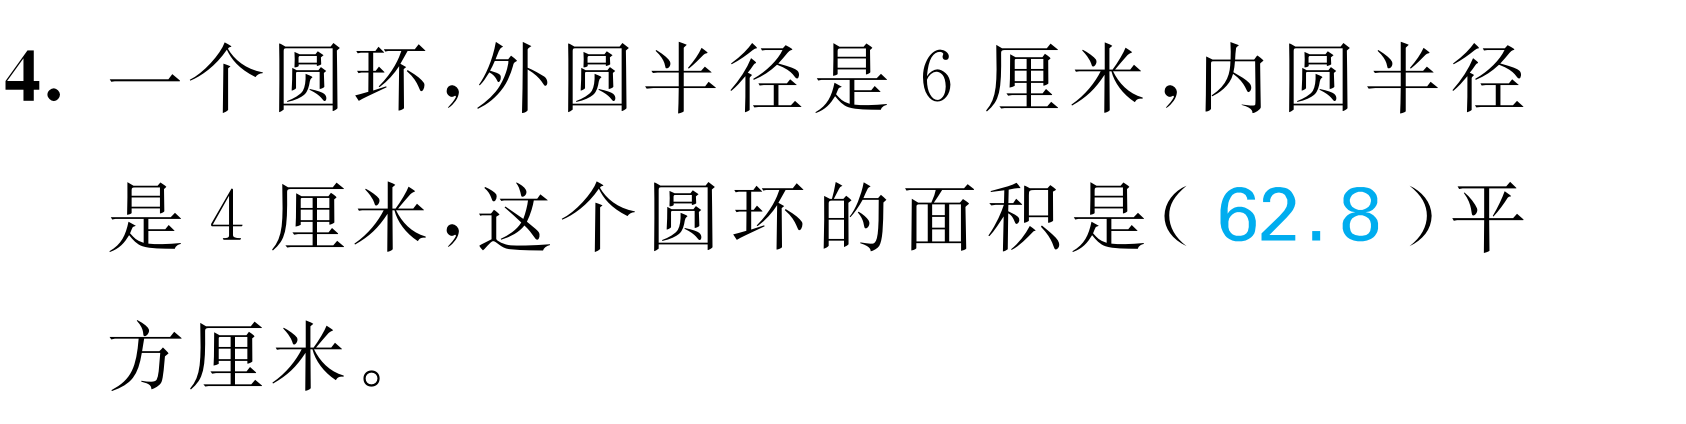 4. 一个圆环,外圆半径是 6 厘米,内圆半径
是 4 厘米,这个圆环的面积是( 62.8 )平
方厘米。